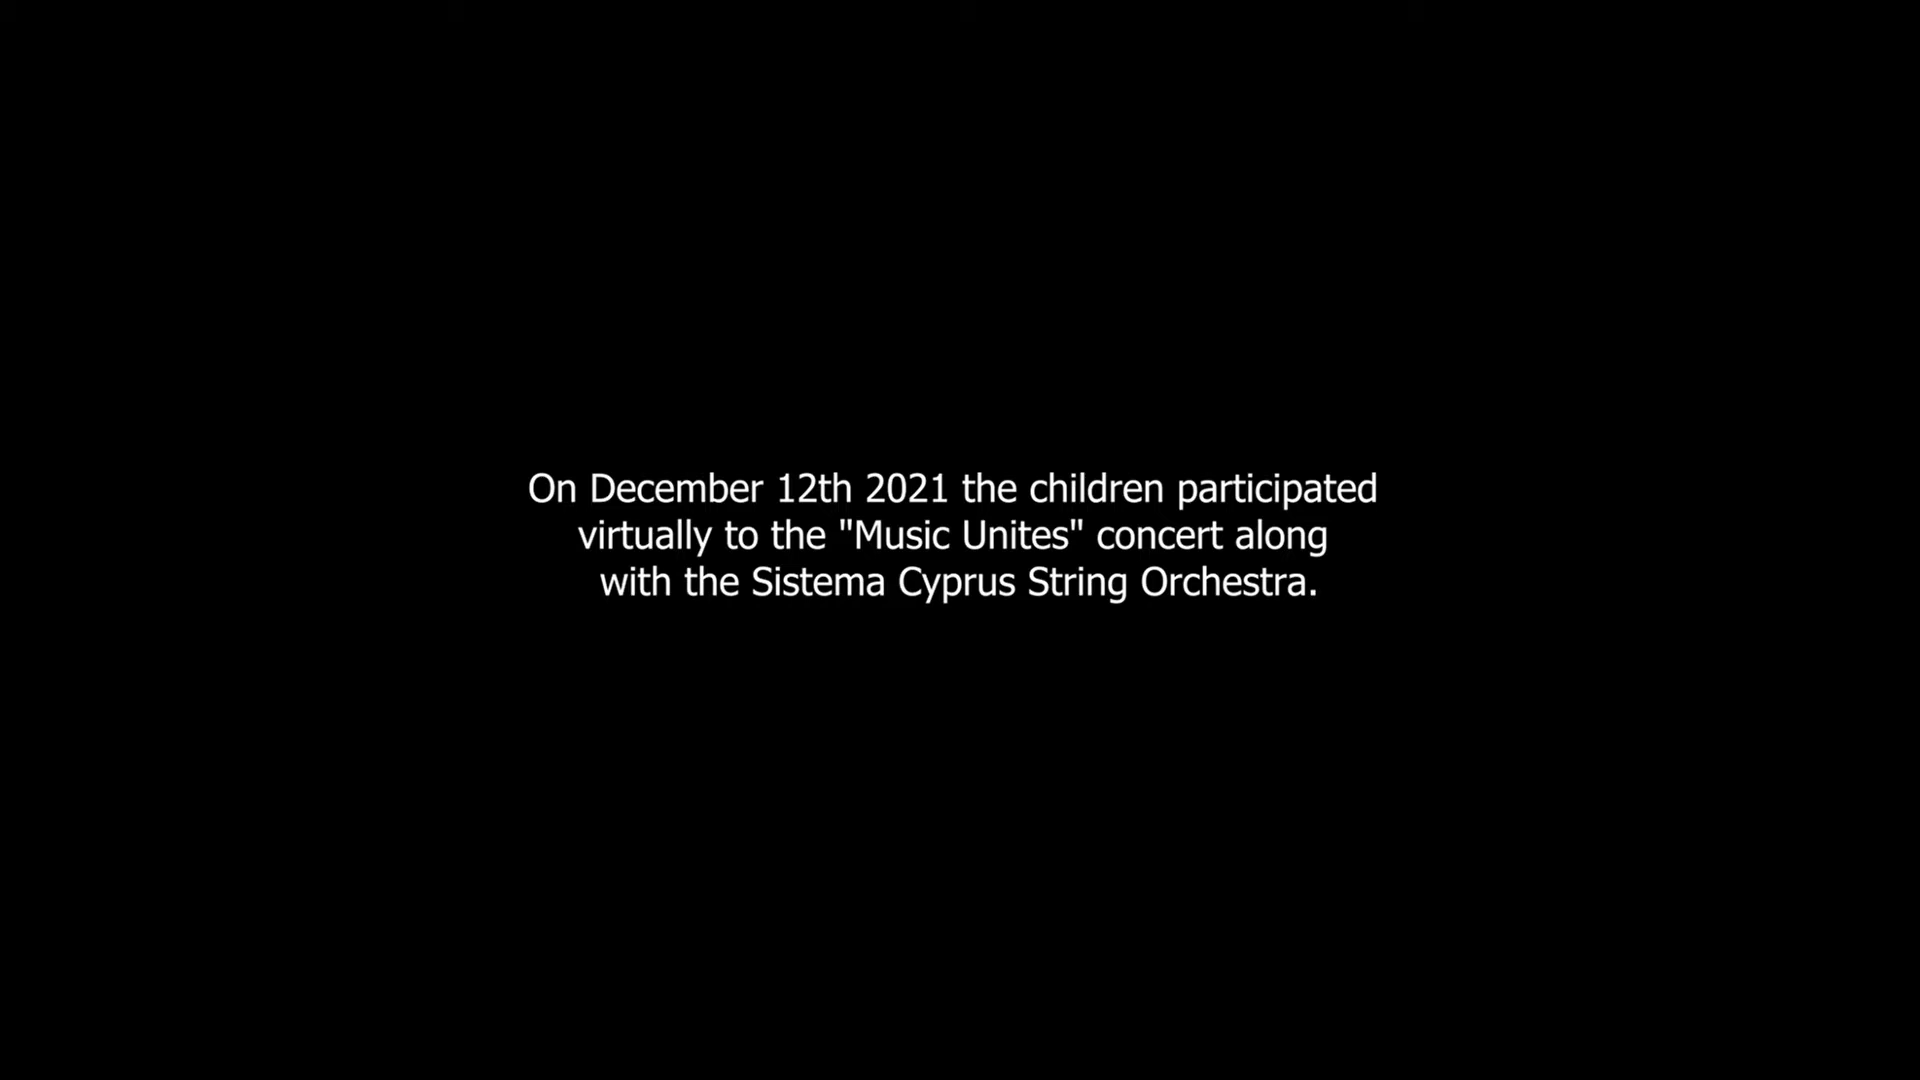 On December 12th 2021 the children participated
virtually to the "Music Unites" concert along
with the Sistema Cyprus String Orchestra.